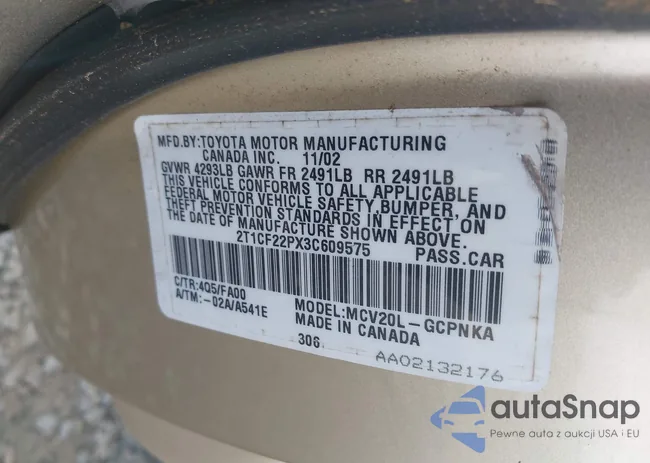 MFD.BY:TOYOTA MOTOR MANUFACTURING
CANADA INC. 11/02
GVWR 4293LB GAWR FR 2491LB RR 2491LB
THIS VEHICLE CONFORMS TO ALL APPLICABLE
FEDERAL MOTOR VEHICLE SAFETY,BUMPER, AND
THEFT PREVENTION STANDARDS IN EFFECT ON
THE DATE OF MANUFACTURE SHOWN ABOVE.
2T1CF22PX3C609575 PASS.CAR
C/TR:4Q5/FA00
A/TM:-02A/A541E
MODEL:MCV20L-GCPNKA
MADE IN CANADA
306
AA02132176
autaSnap
Pewne auta z aukcji USA i EU